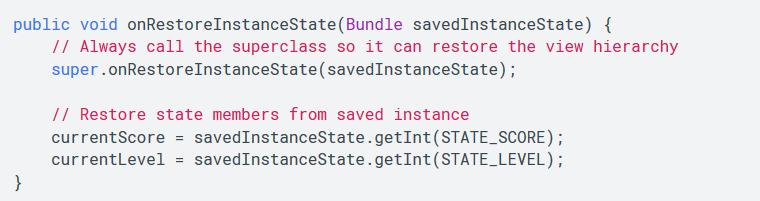 public void onRestoreInstanceState(Bundle savedInstanceState) {
    // Always call the superclass so it can restore the view hierarchy
    super.onRestoreInstanceState(savedInstanceState);

    // Restore state members from saved instance
    currentScore = savedInstanceState.getInt(STATE_SCORE);
    currentLevel = savedInstanceState.getInt(STATE_LEVEL);
}